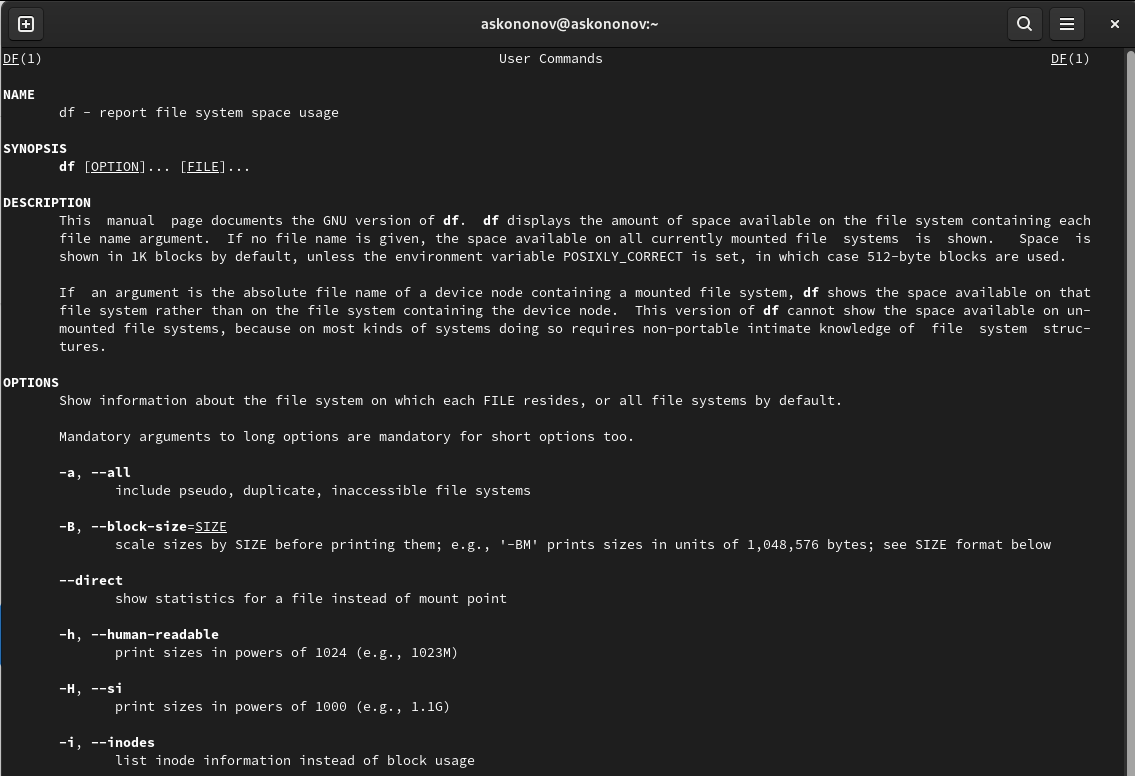 askononov@askononov:~
DF(1) User Commands DF(1)
NAME
df - report file system space usage
SYNOPSIS
df [OPTION]... [FILE]...
DESCRIPTION
This  manual  page documents the GNU version of df.  df displays the amount of space available on the file system containing each
file name argument.  If no file name is given, the space available on all currently mounted file  systems  is  shown.   Space  is
shown in 1K blocks by default, unless the environment variable POSIXLY_CORRECT is set, in which case 512-byte blocks are used.
If  an argument is the absolute file name of a device node containing a mounted file system, df shows the space available on that
file system rather than on the file system containing the device node.  This version of df cannot show the space available on un-
mounted file systems, because on most kinds of systems doing so requires non-portable intimate knowledge of  file  system  struc-
tures.
OPTIONS
Show information about the file system on which each FILE resides, or all file systems by default.
Mandatory arguments to long options are mandatory for short options too.
-a, --all
include pseudo, duplicate, inaccessible file systems
-B, --block-size=SIZE
scale sizes by SIZE before printing them; e.g., '-BM' prints sizes in units of 1,048,576 bytes; see SIZE format below
--direct
show statistics for a file instead of mount point
-h, --human-readable
print sizes in powers of 1024 (e.g., 1023M)
-H, --si
print sizes in powers of 1000 (e.g., 1.1G)
-i, --inodes
list inode information instead of block usage